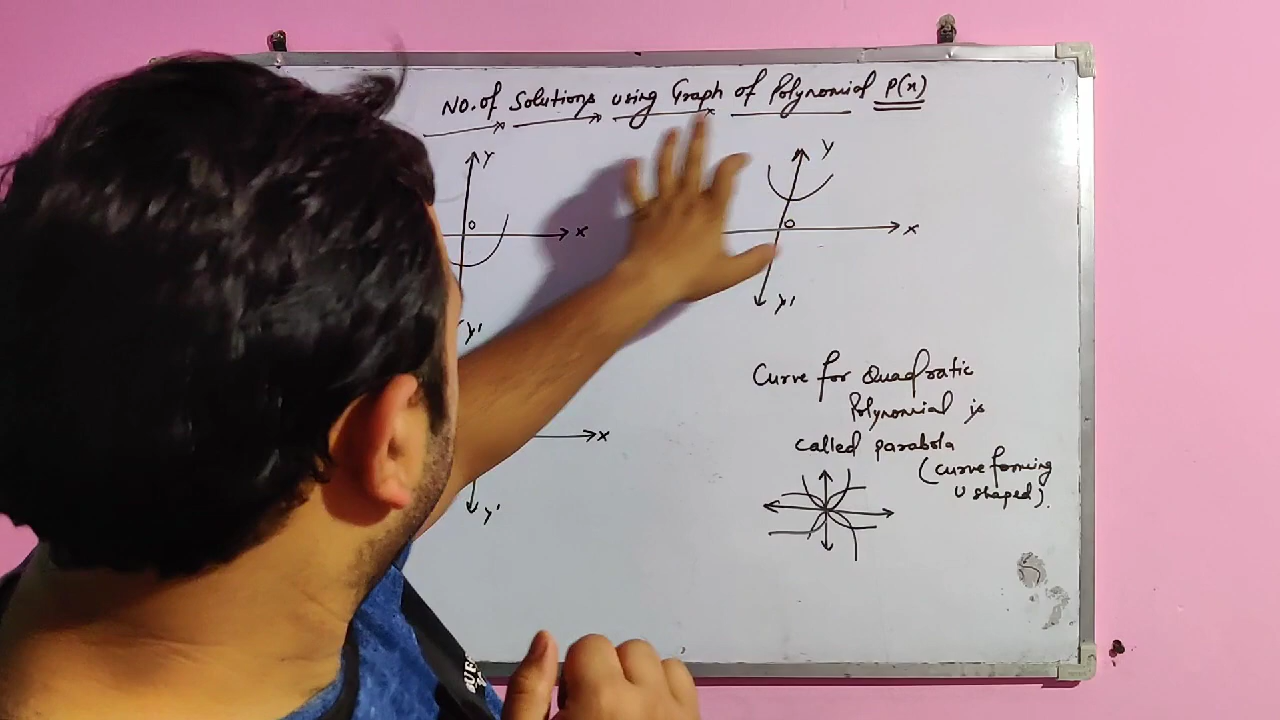 No. of Solutions using Graph of Polynomial P(x)
Y
O
X
Y'
Y
O
X
Y'
X
Y'
Curve for Quadratic
Polynomial is
called parabola
(curve forming
U shaped).